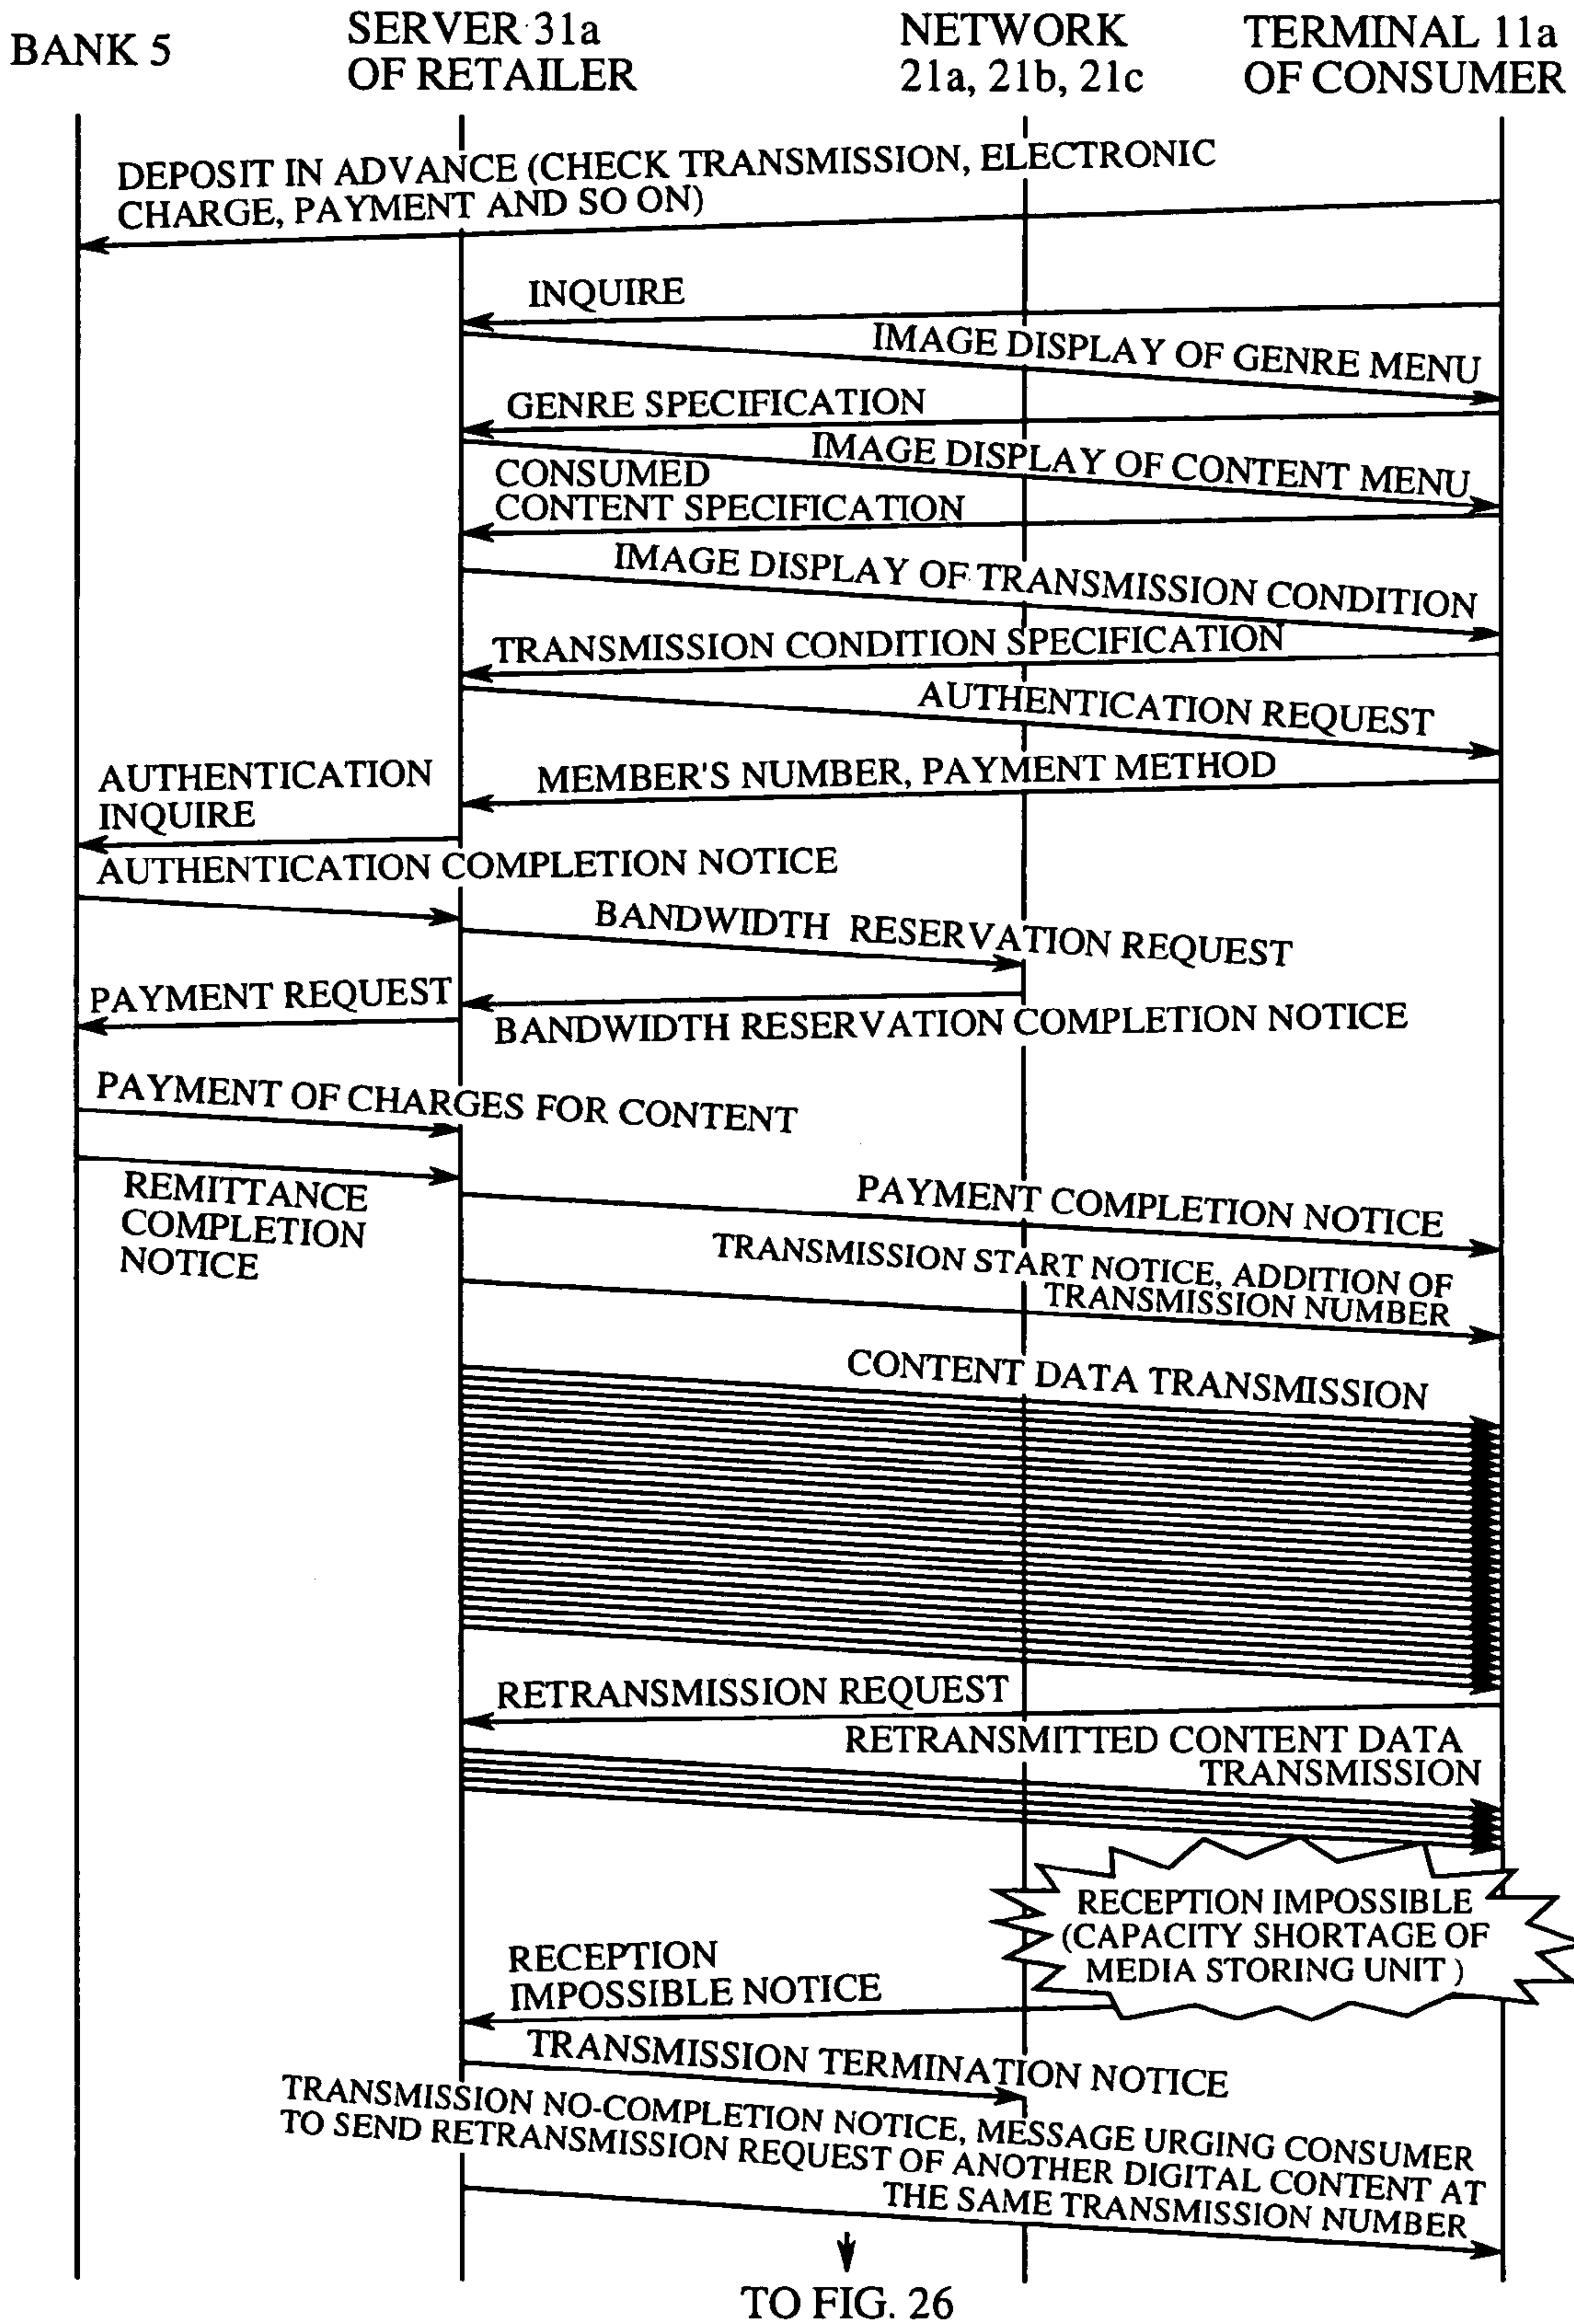 BANK 5
SERVER 31a
OF RETAILER
NETWORK
21a, 21b, 21c
TERMINAL 11a
OF CONSUMER
DEPOSIT IN ADVANCE (CHECK TRANSMISSION, ELECTRONIC
CHARGE, PAYMENT AND SO ON)
INQUIRE
IMAGE DISPLAY OF GENRE MENU
GENRE SPECIFICATION
IMAGE DISPLAY OF CONTENT MENU
CONSUMED
CONTENT SPECIFICATION
IMAGE DISPLAY OF TRANSMISSION CONDITION
TRANSMISSION CONDITION SPECIFICATION
AUTHENTICATION REQUEST
MEMBER'S NUMBER, PAYMENT METHOD
AUTHENTICATION
INQUIRE
AUTHENTICATION COMPLETION NOTICE
BANDWIDTH RESERVATION REQUEST
PAYMENT REQUEST
BANDWIDTH RESERVATION COMPLETION NOTICE
PAYMENT OF CHARGES FOR CONTENT
REMITTANCE
COMPLETION
NOTICE
PAYMENT COMPLETION NOTICE
TRANSMISSION START NOTICE, ADDITION OF
TRANSMISSION NUMBER
CONTENT DATA TRANSMISSION
RETRANSMISSION REQUEST
RETRANSMITTED CONTENT DATA
TRANSMISSION
RECEPTION IMPOSSIBLE
(CAPACITY SHORTAGE OF
MEDIA STORING UNIT )
RECEPTION
IMPOSSIBLE NOTICE
TRANSMISSION TERMINATION NOTICE
TRANSMISSION NO-COMPLETION NOTICE, MESSAGE URGING CONSUMER
TO SEND RETRANSMISSION REQUEST OF ANOTHER DIGITAL CONTENT AT
THE SAME TRANSMISSION NUMBER
TO FIG. 26